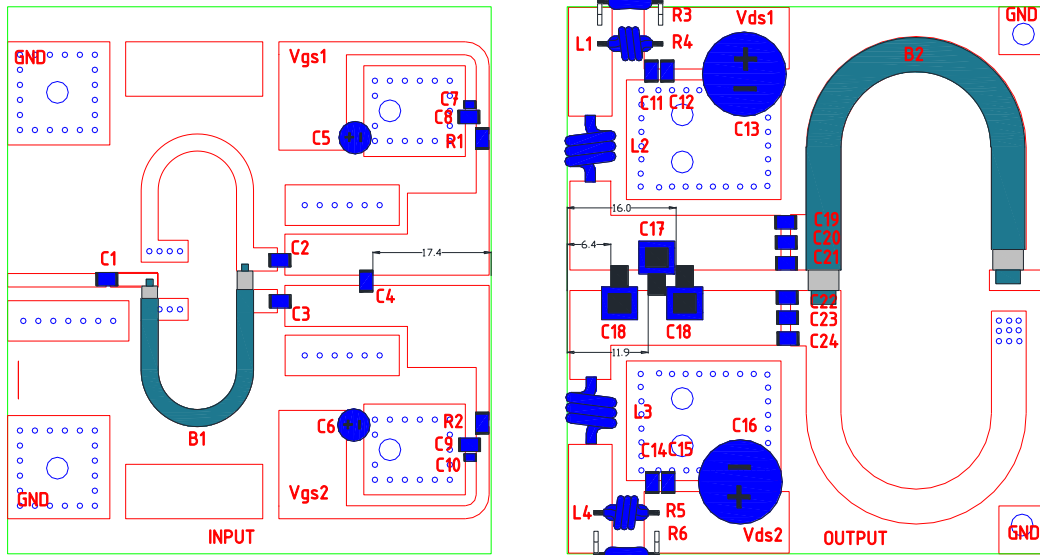 GND
Vgs1
C5
C7
C8
R1
C1
C2
17.4
C4
C3
B1
C6
R2
C9
C10
Vgs2
GND
INPUT
R3
Vds1
GND
L1
R4
B2
C11
C12
C13
L2
16.0
C19
C17
C20
6.4
C21
C22
C18
C18
C23
C24
11.9
L3
C16
C14
C15
L4
R5
R6
Vds2
OUTPUT
GND